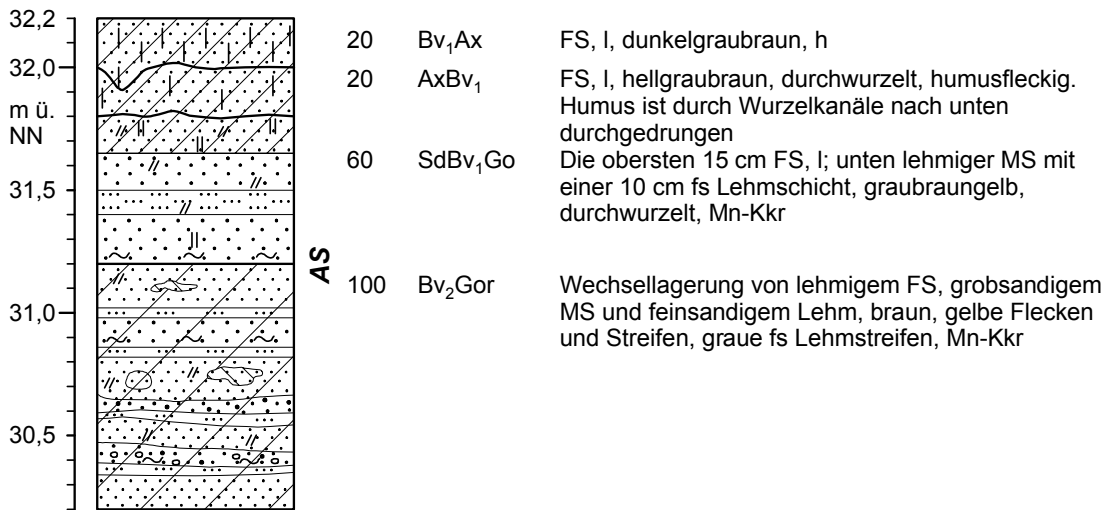 32,2
32,0
m ü.
NN
31,5
31,0
30,5
AS
20 Bv₁Ax FS, l, dunkelgraubraun, h
20 AxBv₁ FS, l, hellgraubraun, durchwurzelt, humusfleckig.
Humus ist durch Wurzelkanäle nach unten
durchgedrungen
60 SdBv₁Go Die obersten 15 cm FS, l; unten lehmiger MS mit
einer 10 cm fs Lehmschicht, graubraungelb,
durchwurzelt, Mn-Kkr
100 Bv₂Gor Wechsellagerung von lehmigem FS, grobsandigem
MS und feinsandigem Lehm, braun, gelbe Flecken
und Streifen, graue fs Lehmstreifen, Mn-Kkr